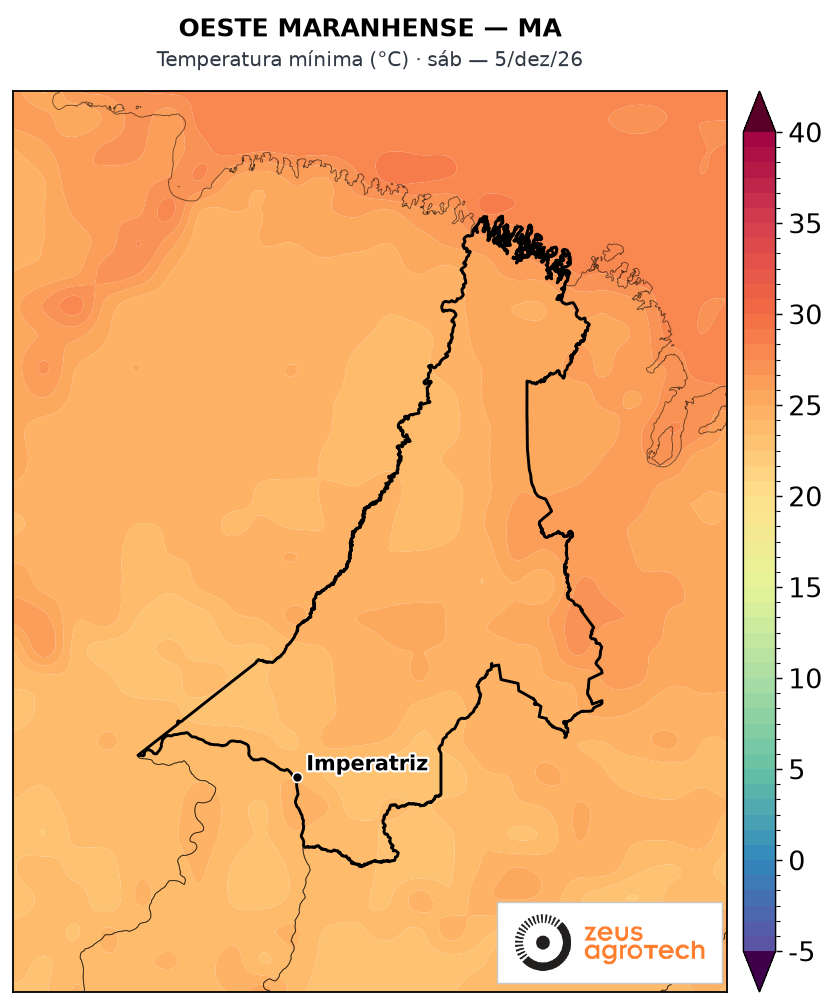 OESTE MARANHENSE — MA
Temperatura mínima (°C) · sáb — 5/dez/26
40
35
30
25
20
15
10
5
0
-5
Imperatriz
zeus
agrotech